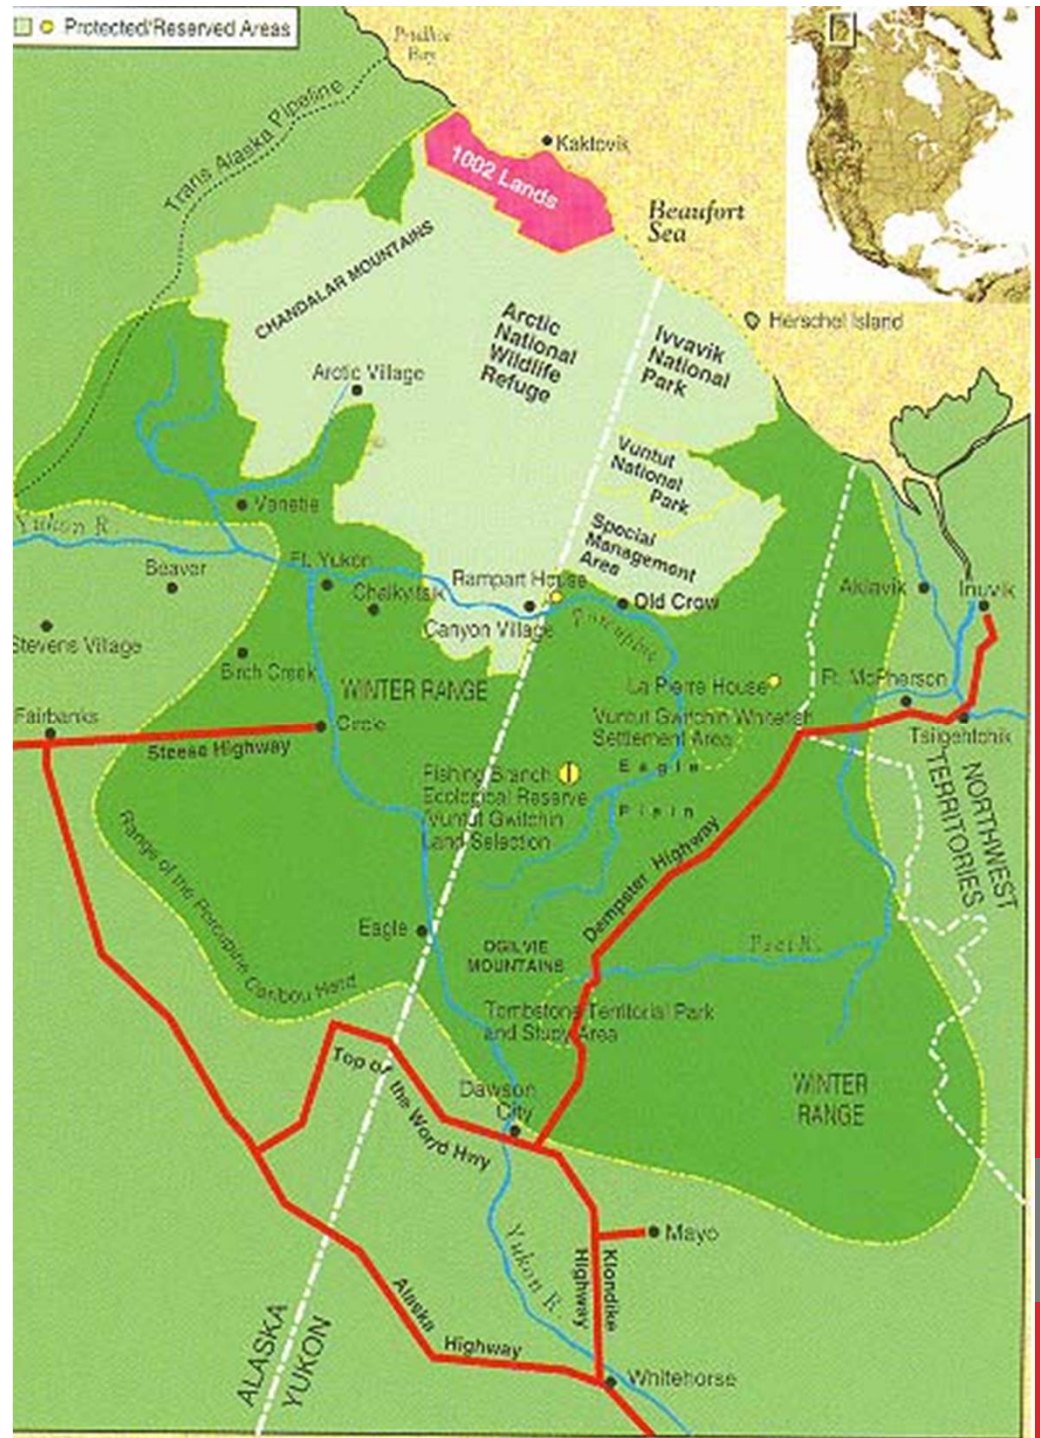 Protected/Reserved Areas
Prudhoe
Bay
Trans Alaska Pipeline
Kaktovik
1002 Lands
Beaufort
Sea
CHANDALAR MOUNTAINS
Herschel Island
Arctic
National
Wildlife
Refuge
Ivvavik
National
Park
Arctic Village
Vuntut
National
Park
Venetie
Special
Management
Area
Yukon R.
Ft. Yukon
Beaver
Chalkyitsik
Rampart House
Old Crow
Aklavik
Inuvik
Canyon Village
Porcupine
Stevens Village
Birch Creek
WINTER RANGE
La Pierre House
Ft. McPherson
Fairbanks
Circle
Vuntut Gwitchin Whitefish
Settlement Area
Tsiigehtchik
Steese Highway
Eagle
Plain
Fishing Branch
Ecological Reserve
Vuntut Gwitchin
Land Selection
NORTHWEST
TERRITORIES
Range of the Porcupine Caribou Herd
Dempster Highway
Eagle
OGILVIE
MOUNTAINS
Peel R.
Tombstone Territorial Park
and Study Area
Top of the World Hwy
Dawson
City
WINTER
RANGE
Yukon R.
Mayo
Klondike
Highway
Alaska
Highway
ALASKA
YUKON
Whitehorse